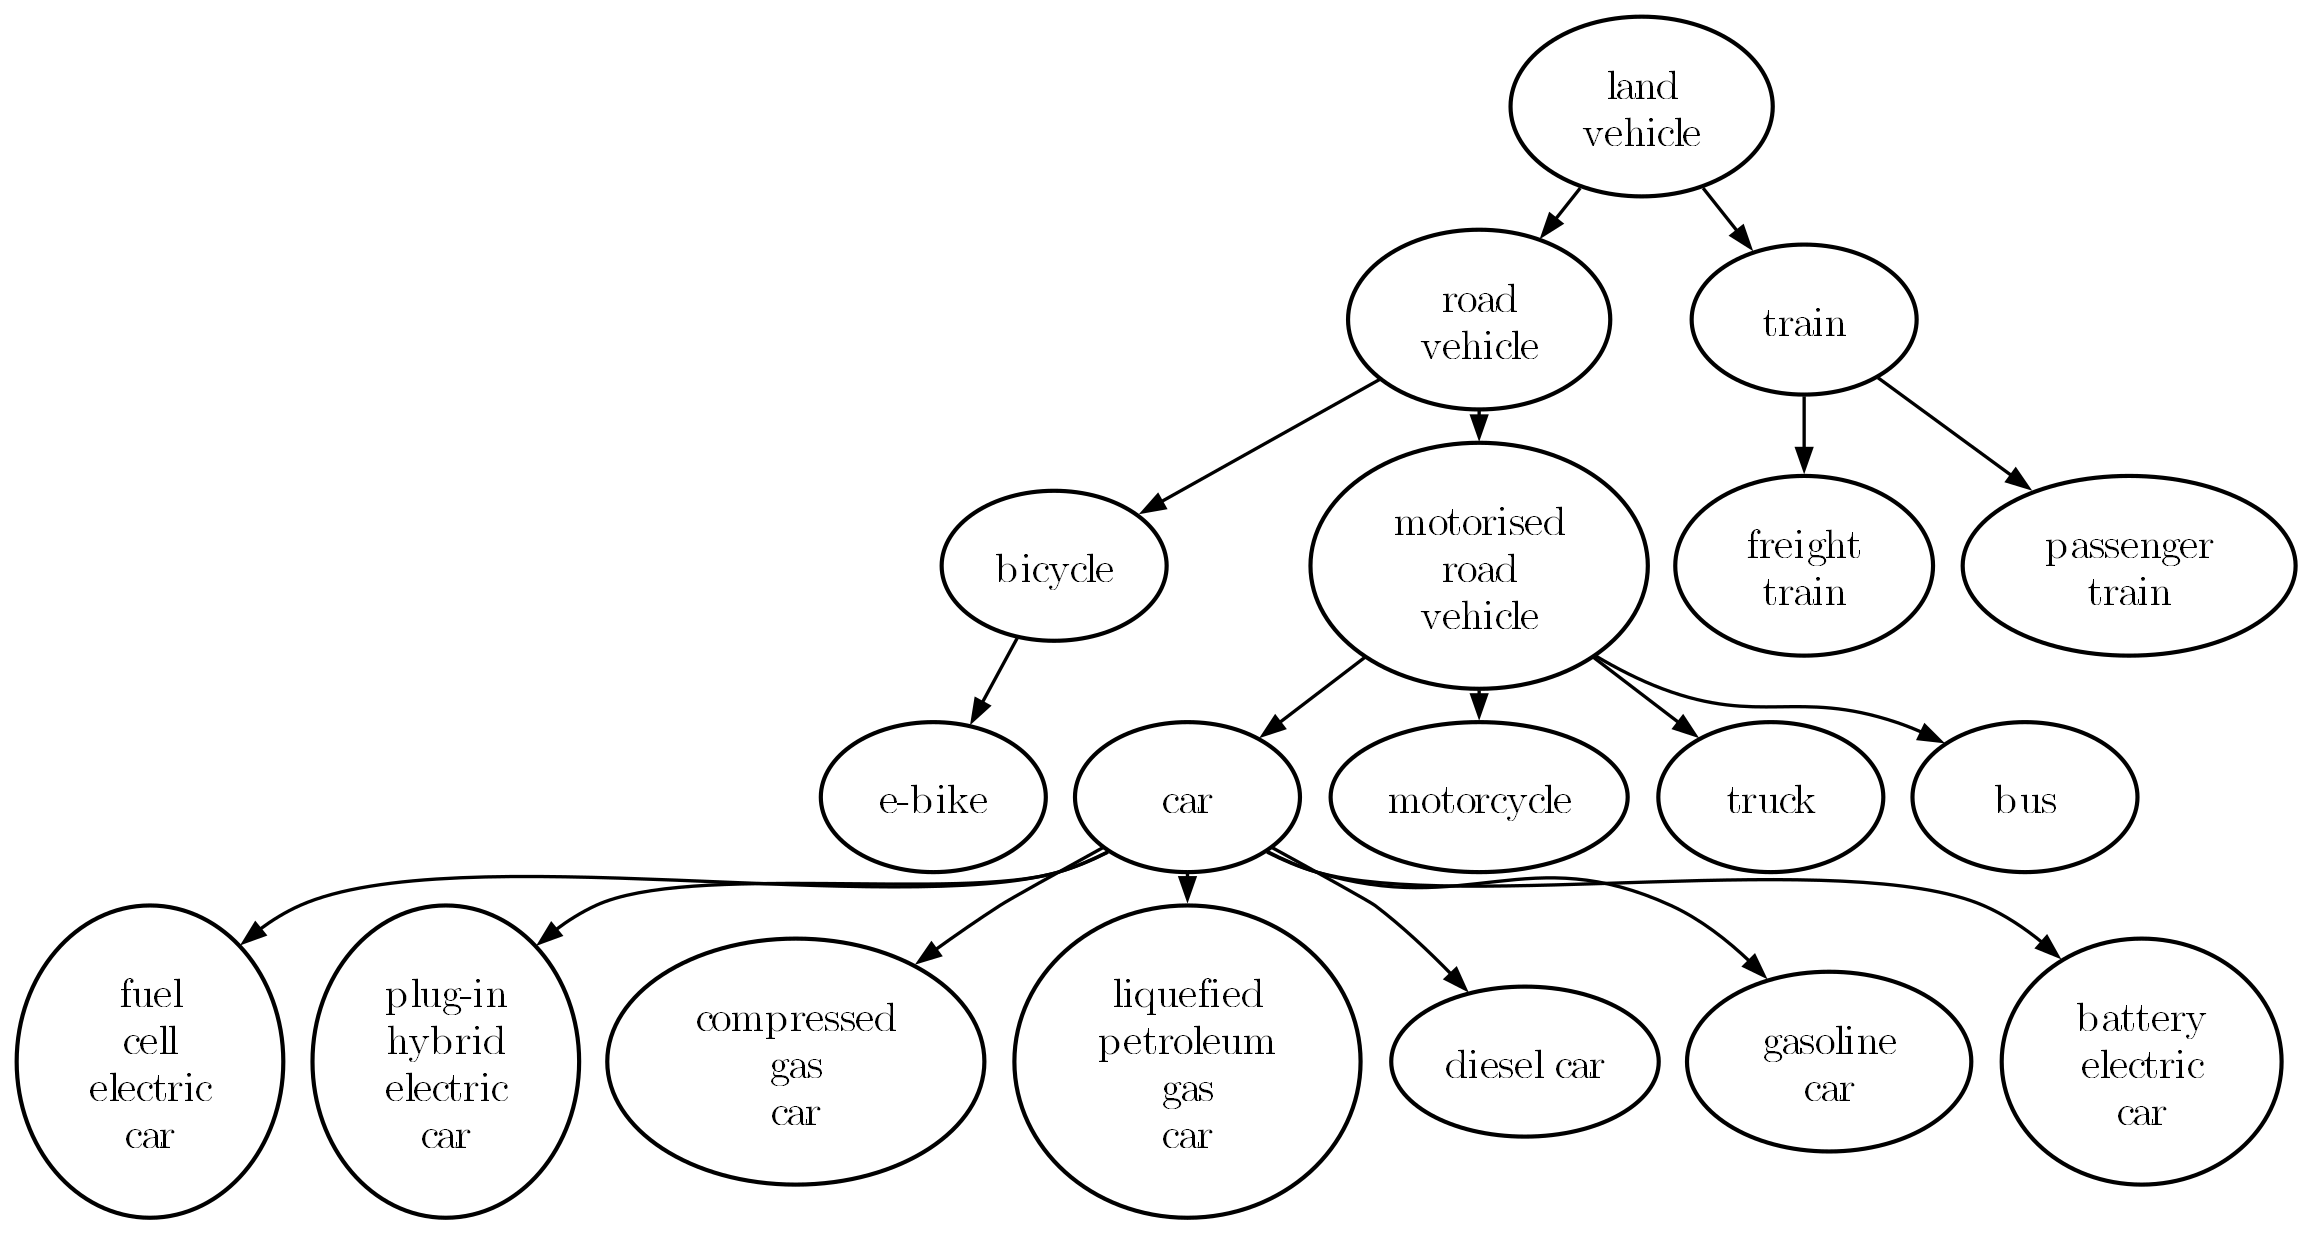 land
vehicle
road
vehicle
train
bicycle
motorised
road
vehicle
freight
train
passenger
train
e-bike
car
motorcycle
truck
bus
fuel
cell
electric
car
plug-in
hybrid
electric
car
compressed
gas
car
liquefied
petroleum
gas
car
diesel car
gasoline
car
battery
electric
car